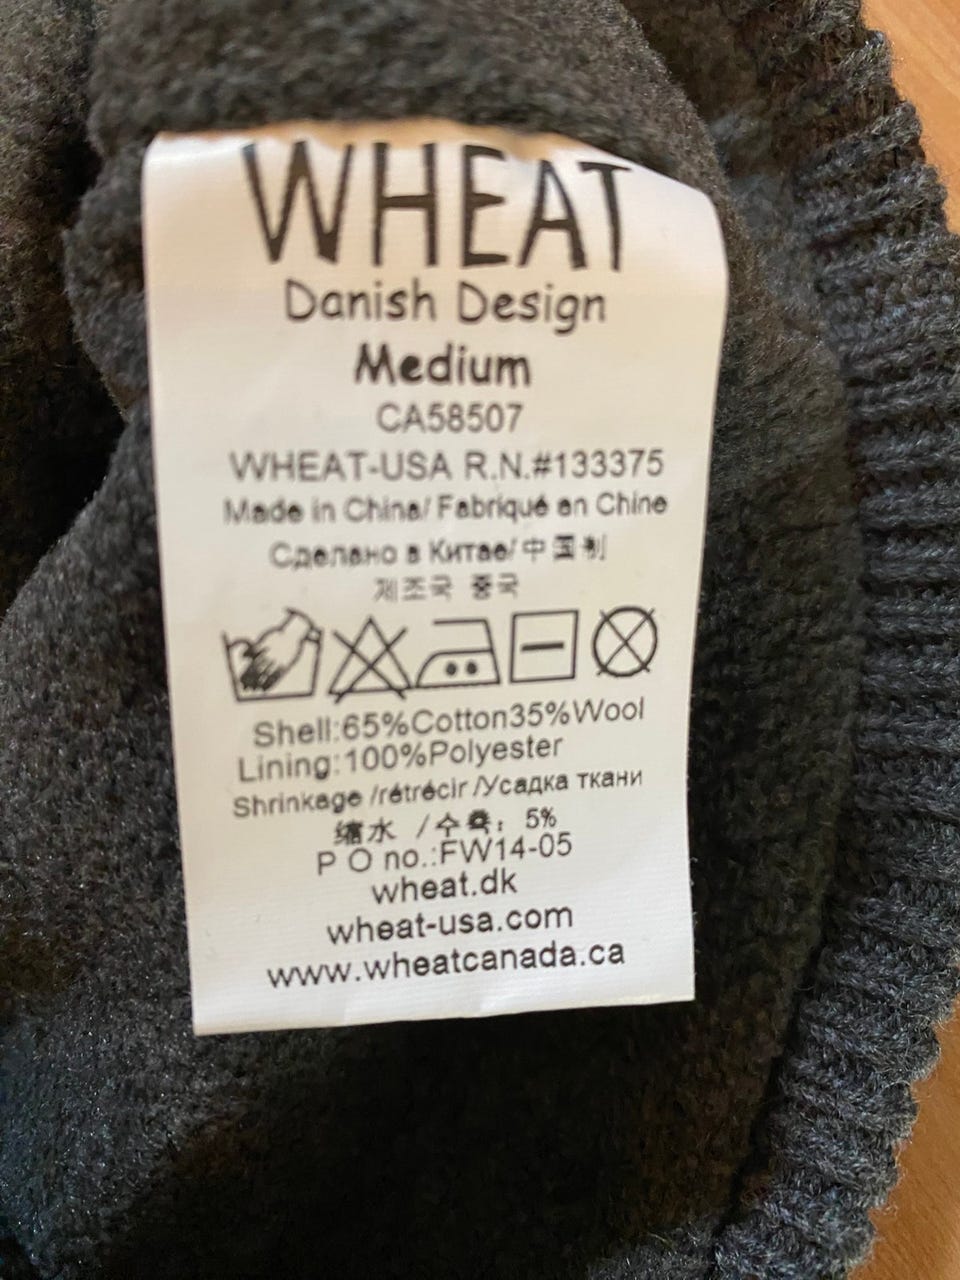 WHEAT
Danish Design
Medium
CA58507
WHEAT-USA R.N.#133375
Made in China/ Fabriqué en Chine
Сделано в Китае/中国制
제조국 중국
Shell:65%Cotton35%Wool
Lining:100%Polyester
Shrinkage /rétrécir /Усадка ткани
缩水 / 5%
P O no.:FW14-05
wheat.dk
wheat-usa.com
www.wheatcanada.ca